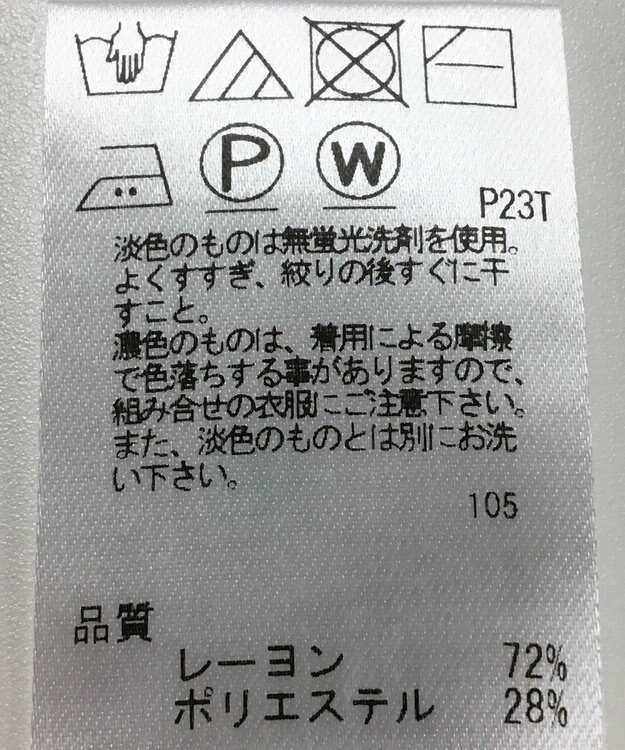 P W
P23T
淡色のものは無蛍光洗剤を使用。
よくすすぎ、絞りの後すぐに干
すこと。
濃色のものは、着用による摩擦
で色落ちする事がありますので、
組み合せの衣服にご注意下さい。
また、淡色のものとは別にお洗
い下さい。
105
品質
レーヨン 72%
ポリエステル 28%